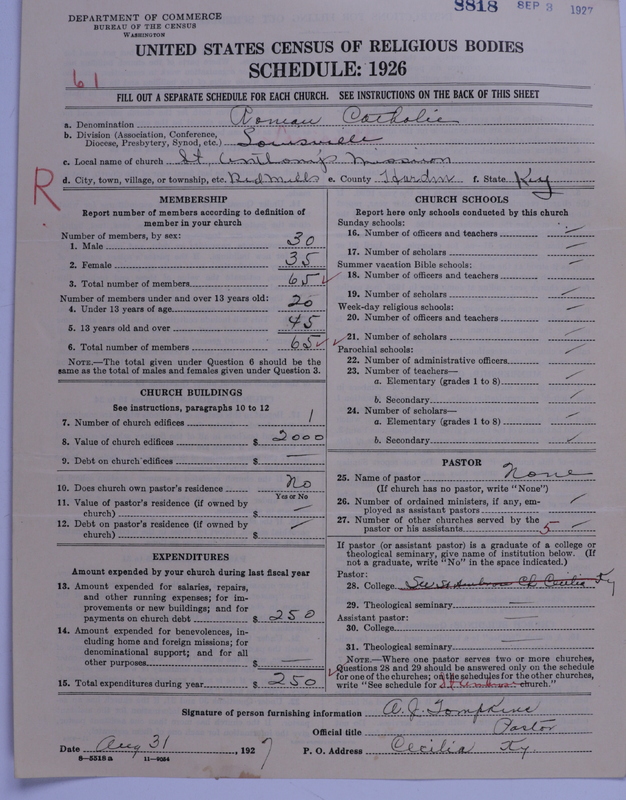 8818 SEP 3 1927
DEPARTMENT OF COMMERCE
BUREAU OF THE CENSUS
WASHINGTON
UNITED STATES CENSUS OF RELIGIOUS BODIES
SCHEDULE: 1926
61
FILL OUT A SEPARATE SCHEDULE FOR EACH CHURCH. SEE INSTRUCTIONS ON THE BACK OF THIS SHEET
a. Denomination Roman Catholic
b. Division (Association, Conference,
Diocese, Presbytery, Synod, etc.) Louisville
c. Local name of church St Anthony's Mission
d. City, town, village, or township, etc. Red Mills e. County Hardin f. State Ky
R
MEMBERSHIP
Report number of members according to definition of
member in your church
Number of members, by sex:
1. Male 30
2. Female 35
3. Total number of members 65
Number of members under and over 13 years old:
4. Under 13 years of age 20
5. 13 years old and over 45
6. Total number of members 65
NOTE.—The total given under Question 6 should be
same as the total of males and females given under Question 3.
CHURCH BUILDINGS
See instructions, paragraphs 10 to 12
7. Number of church edifices 1
8. Value of church edifices $ 2000
9. Debt on church edifices $ —
10. Does church own pastor's residence No
Yes or No
11. Value of pastor's residence (if owned by
church) $ —
12. Debt on pastor's residence (if owned by
church) $ —
EXPENDITURES
Amount expended by your church during last fiscal year
13. Amount expended for salaries, repairs,
and other running expenses; for im-
provements or new buildings; and for
payments on church debt $ 250
14. Amount expended for benevolences, in-
cluding home and foreign missions; for
denominational support; and for all
other purposes $ —
15. Total expenditures during year $ 250
CHURCH SCHOOLS
Report here only schools conducted by this church
Sunday schools:
16. Number of officers and teachers —
17. Number of scholars —
Summer vacation Bible schools:
18. Number of officers and teachers —
19. Number of scholars —
Week-day religious schools:
20. Number of officers and teachers —
21. Number of scholars —
Parochial schools:
22. Number of administrative officers —
23. Number of teachers—
a. Elementary (grades 1 to 8) —
b. Secondary —
24. Number of scholars—
a. Elementary (grades 1 to 8) —
b. Secondary —
PASTOR
25. Name of pastor None
(If church has no pastor, write "None")
26. Number of ordained ministers, if any, em-
ployed as assistant pastors —
27. Number of other churches served by the
pastor or his assistants 5
If pastor (or assistant pastor) is a graduate of a college or
theological seminary, give name of institution below. (If
not a graduate, write "No" in the space indicated.)
Pastor:
28. College See St Ambrose Ch. Cecilia Ky
29. Theological seminary —
Assistant pastor:
30. College —
31. Theological seminary —
NOTE.—Where one pastor serves two or more churches,
Questions 28 and 29 should be answered only on the schedule
for one of the churches; on the schedules for the other churches,
write "See schedule for church."
Signature of person furnishing information A. J. Tompkins
Official title Pastor
Date Aug 31, 1927 P. O. Address Cecilia Ky.
8—5518a 11—9054